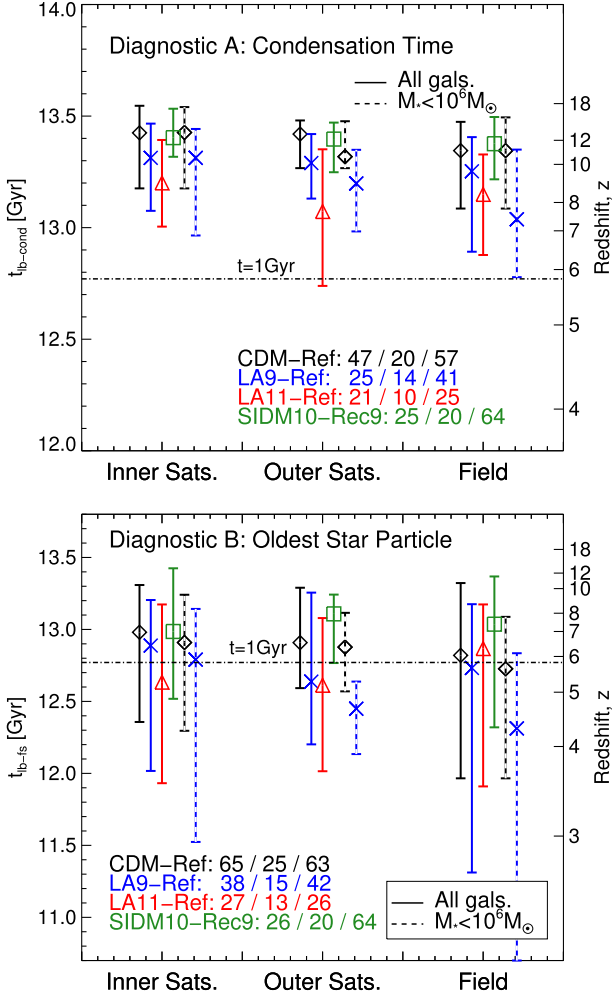 14.0
Diagnostic A: Condensation Time
All gals.
M*<10⁶M☉
13.5
18
12
10
13.0
8
7
t=1Gyr
6
12.5
5
CDM−Ref: 47 / 20 / 57
LA9−Ref: 25 / 14 / 41
LA11−Ref: 21 / 10 / 25
SIDM10−Rec9: 25 / 20 / 64
4
12.0
t_lb−cond [Gyr]
Redshift, z
Inner Sats. Outer Sats. Field
Diagnostic B: Oldest Star Particle
13.5
18
12
10
13.0
8
7
t=1Gyr
6
12.5
5
12.0
4
11.5
3
CDM−Ref: 65 / 25 / 63
LA9−Ref: 38 / 15 / 42
LA11−Ref: 27 / 13 / 26
SIDM10−Rec9: 26 / 20 / 64
All gals.
M*<10⁶M☉
11.0
t_lb−fs [Gyr]
Redshift, z
Inner Sats. Outer Sats. Field